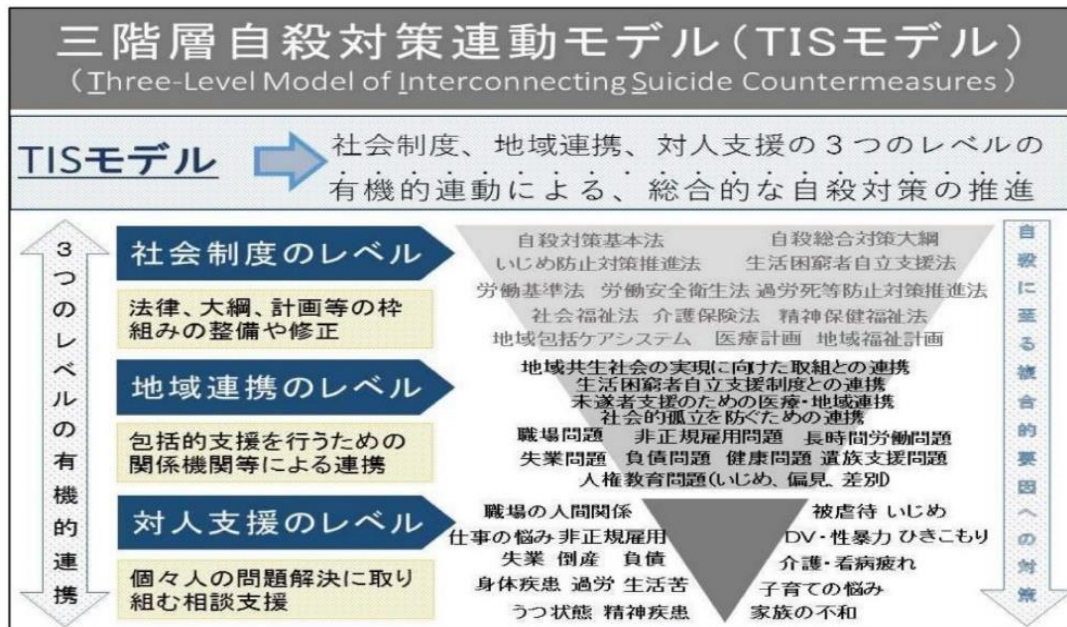 三階層自殺対策連動モデル(TISモデル)
(Three-Level Model of Interconnecting Suicide Countermeasures)
TISモデル
社会制度、地域連携、対人支援の3つのレベルの
有機的連動による、総合的な自殺対策の推進
3つのレベルの有機的連携
社会制度のレベル
法律、大綱、計画等の枠
組みの整備や修正
自殺対策基本法 自殺総合対策大綱
いじめ防止対策推進法 生活困窮者自立支援法
労働基準法 労働安全衛生法 過労死等防止対策推進法
社会福祉法 介護保険法 精神保健福祉法
地域包括ケアシステム 医療計画 地域福祉計画
地域連携のレベル
包括的支援を行うための
関係機関等による連携
地域共生社会の実現に向けた取組との連携
生活困窮者自立支援制度との連携
未遂者支援のための医療・地域連携
社会的孤立を防ぐための連携
職場問題 非正規雇用問題 長時間労働問題
失業問題 負債問題 健康問題 遺族支援問題
人権教育問題(いじめ、偏見、差別)
対人支援のレベル
個々人の問題解決に取り
組む相談支援
職場の人間関係 被虐待 いじめ
仕事の悩み 非正規雇用 DV・性暴力 ひきこもり
失業 倒産 負債 介護・看病疲れ
身体疾患 過労 生活苦 子育ての悩み
うつ状態 精神疾患 家族の不和
自殺に至る複合的要因への対策